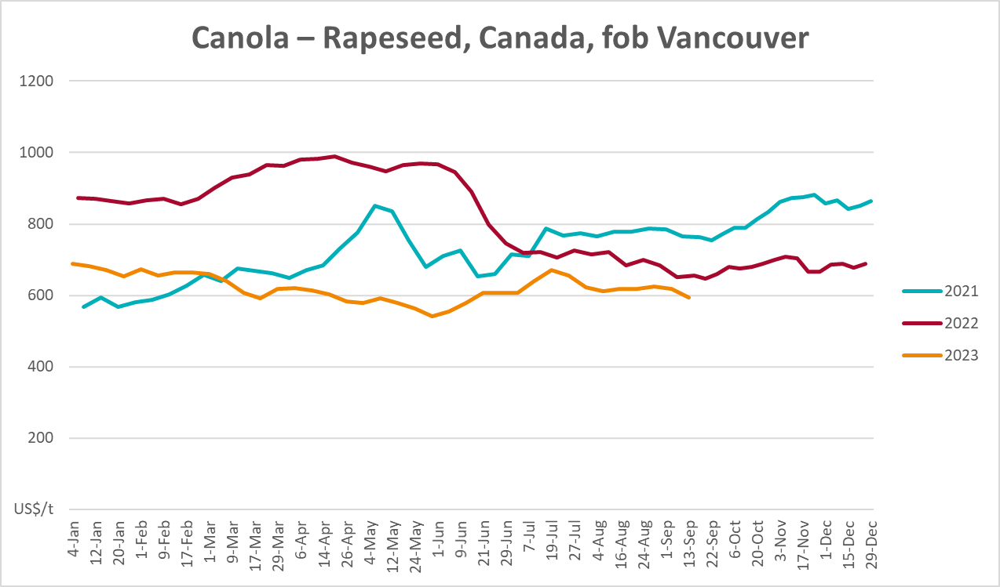 Canola – Rapeseed, Canada, fob Vancouver
1200
1000
800
600
400
200
US$/t
4-Jan
12-Jan
20-Jan
1-Feb
9-Feb
17-Feb
1-Mar
9-Mar
17-Mar
29-Mar
6-Apr
14-Apr
26-Apr
4-May
12-May
24-May
1-Jun
9-Jun
21-Jun
29-Jun
7-Jul
19-Jul
27-Jul
4-Aug
16-Aug
24-Aug
1-Sep
13-Sep
22-Sep
6-Oct
20-Oct
3-Nov
17-Nov
1-Dec
15-Dec
29-Dec
2021
2022
2023